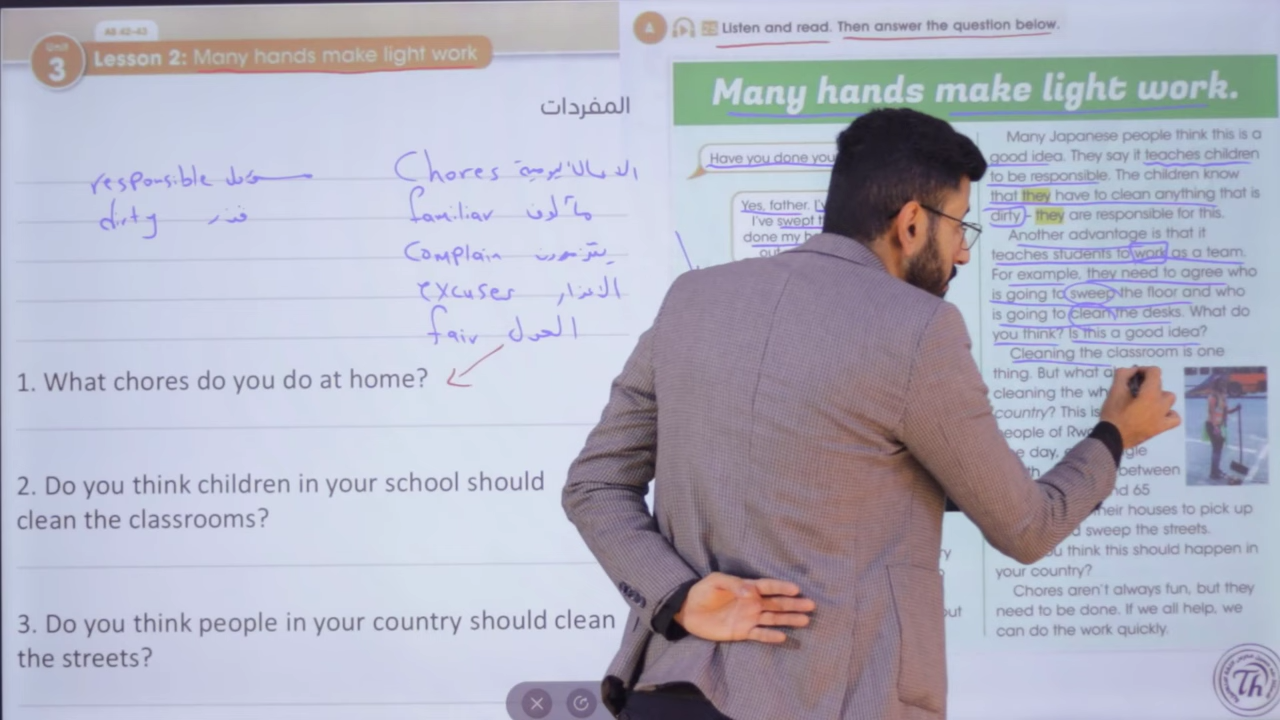 AB 42-43
Unit
3
Lesson 2: Many hands make light work
المفردات
Chores
familiar مألوف
Complain
excuses
fair
responsible
dirty قذر
1. What chores do you do at home?
2. Do you think children in your school should
clean the classrooms?
3. Do you think people in your country should clean
the streets?
A Listen and read. Then answer the question below.
Many hands make light work.
Have you done you
Yes, father. I'v
I've swept t
done my
Many Japanese people think this is a
good idea. They say it teaches children
to be responsible. The children know
that they have to clean anything that is
dirty - they are responsible for this.
Another advantage is that it
teaches students to work as a team.
For example, they need to agree who
is going to sweep the floor and who
is going to clean the desks. What do
you think? Is this a good idea?
Cleaning the classroom is one
thing. But what
cleaning the wh
country? This is
eople of Rw
e day,
between
nd 65
heir houses to pick up
sweep the streets.
u think this should happen in
your country?
Chores aren't always fun, but they
need to be done. If we all help, we
can do the work quickly.
Th